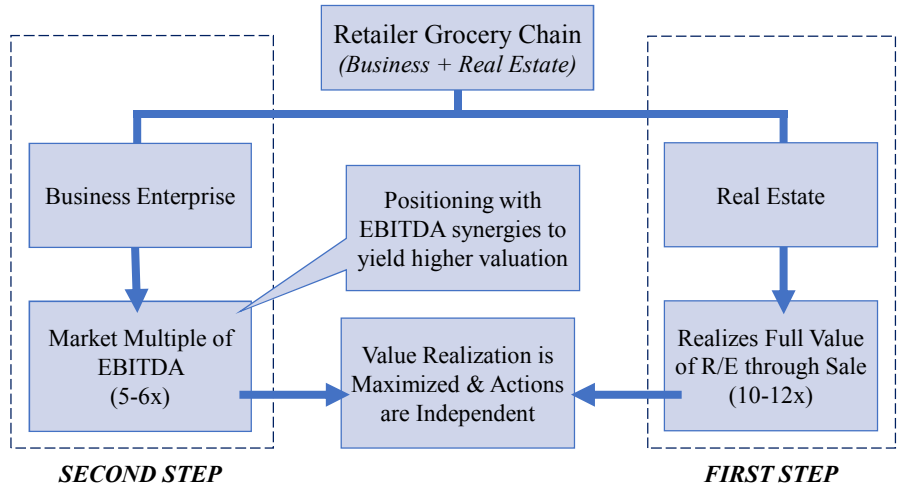 Retailer Grocery Chain
(Business + Real Estate)
Business Enterprise
Positioning with
EBITDA synergies to
yield higher valuation
Real Estate
Market Multiple of
EBITDA
(5-6x)
Value Realization is
Maximized & Actions
are Independent
Realizes Full Value
of R/E through Sale
(10-12x)
SECOND STEP
FIRST STEP